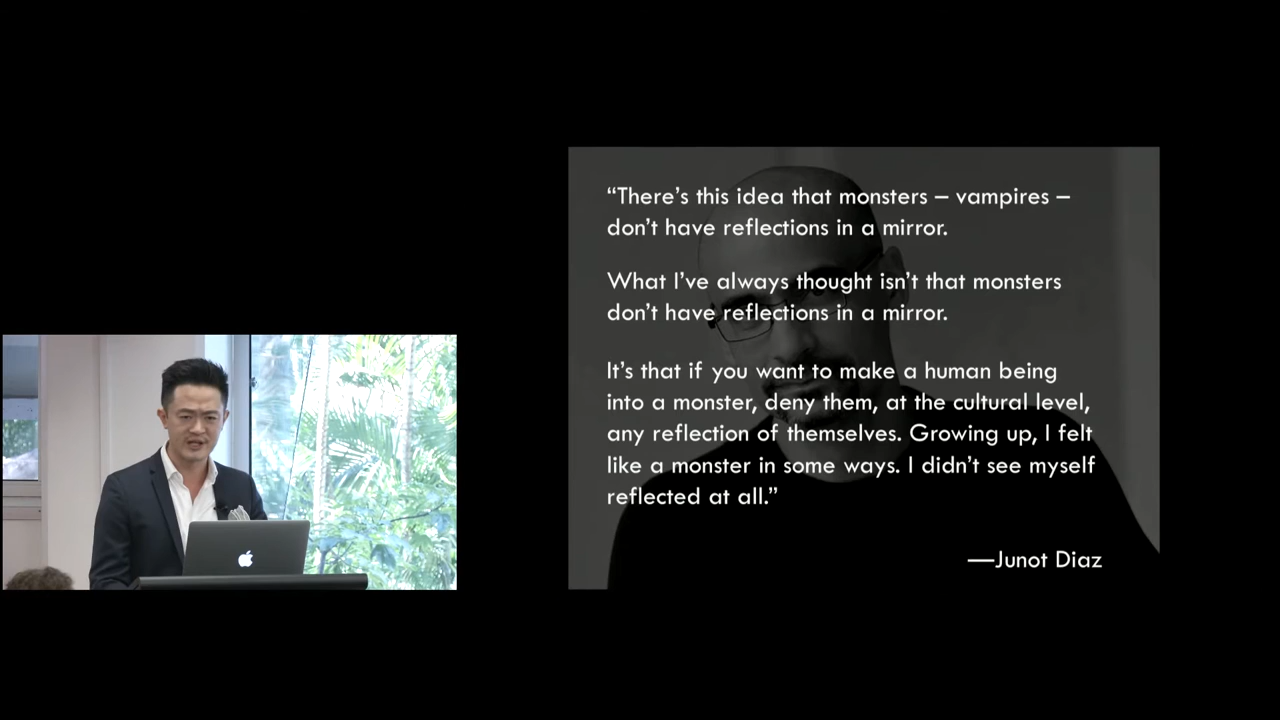 “There’s this idea that monsters – vampires –
don’t have reflections in a mirror.
What I’ve always thought isn’t that monsters
don’t have reflections in a mirror.
It’s that if you want to make a human being
into a monster, deny them, at the cultural level,
any reflection of themselves. Growing up, I felt
like a monster in some ways. I didn’t see myself
reflected at all.”
—Junot Diaz